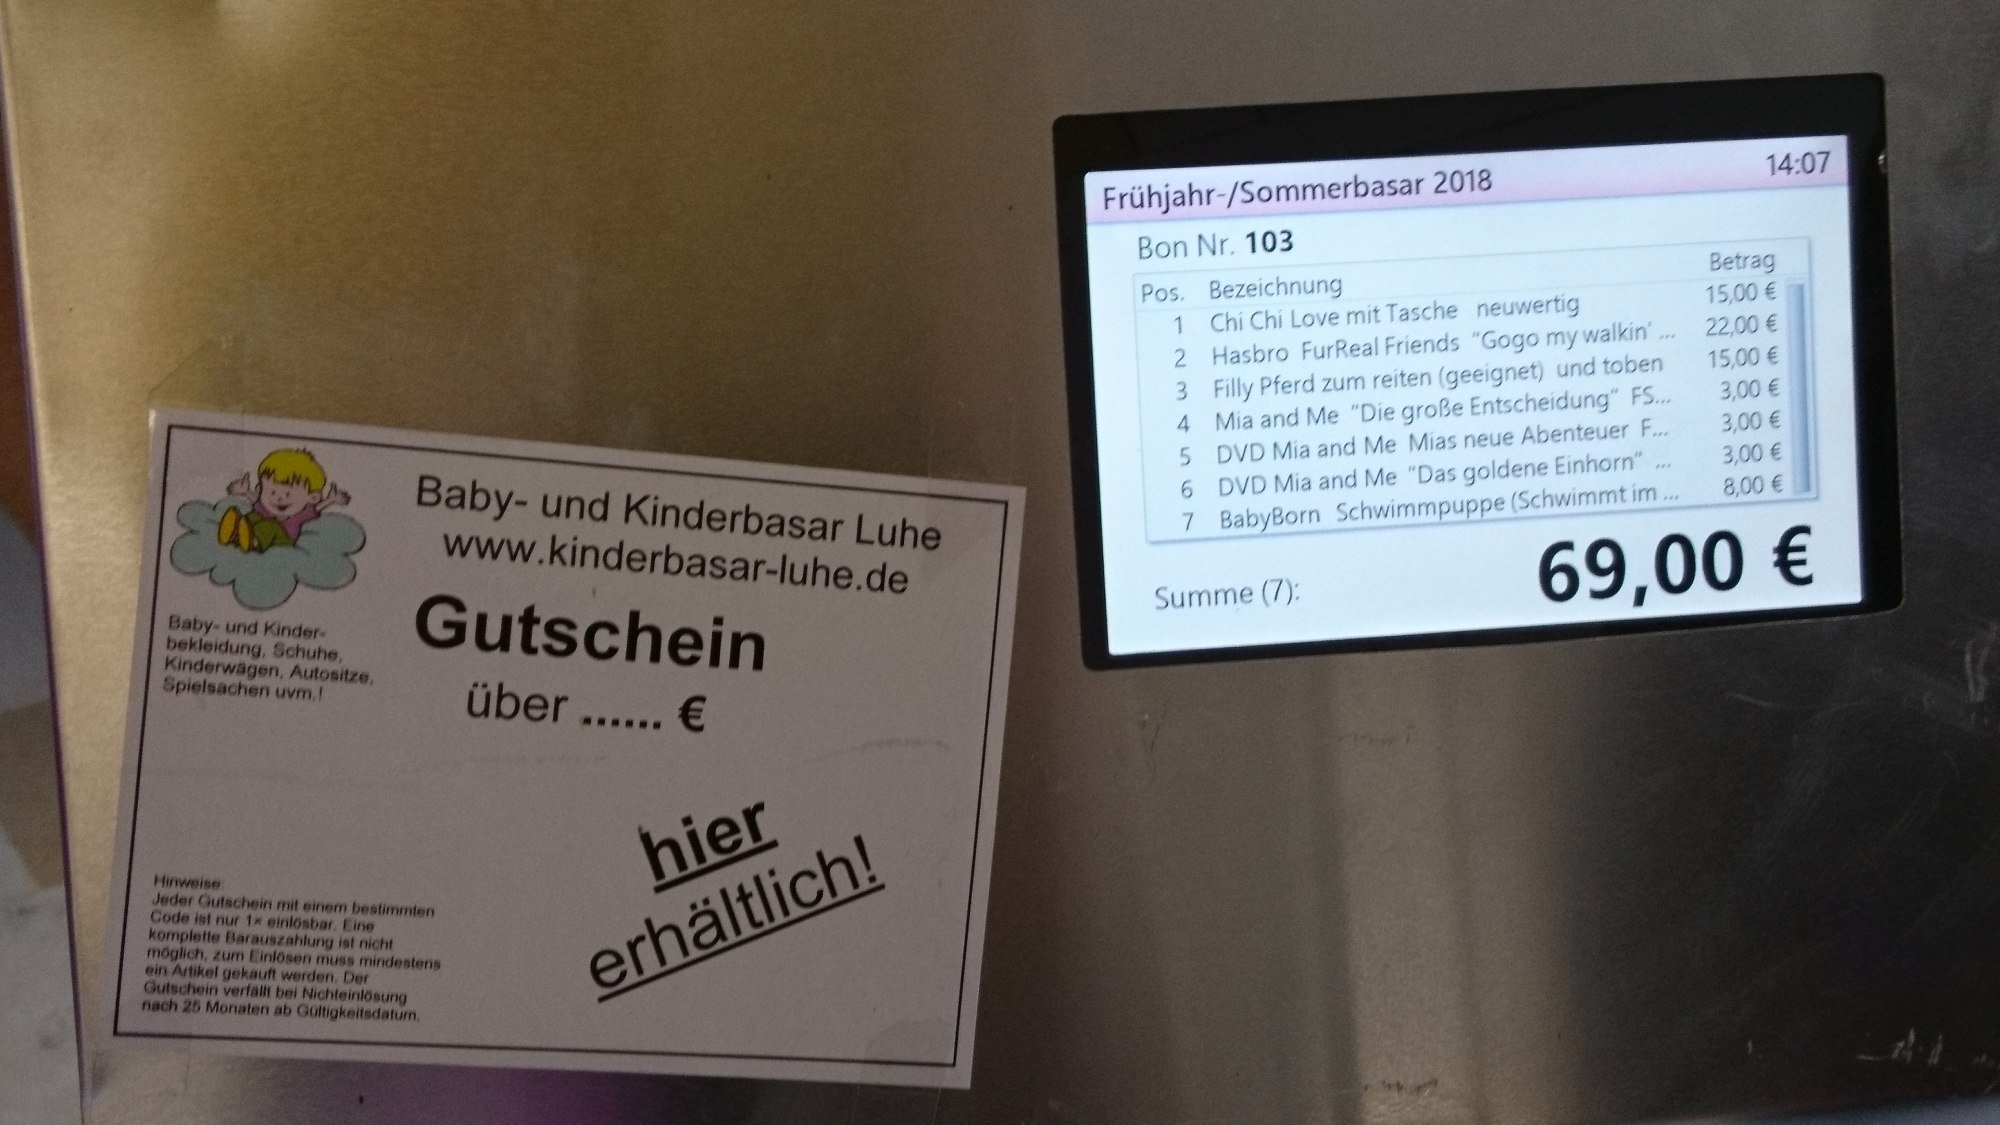 Baby- und Kinderbasar Luhe
www.kinderbasar-luhe.de
Gutschein
über ...... €
Baby- und Kinder-
bekleidung, Schuhe,
Kinderwägen, Autositze,
Spielsachen uvm.!
hier
erhältlich!
Hinweise:
Jeder Gutschein mit einem bestimmten
Code ist nur 1x einlösbar. Eine
komplette Barauszahlung ist nicht
möglich, zum Einlösen muss mindestens
ein Artikel gekauft werden. Der
Gutschein verfällt bei Nichteinlösung
nach 25 Monaten ab Gültigkeitsdatum.
Frühjahr-/Sommerbasar 2018 14:07
Bon Nr. 103
Pos. Bezeichnung Betrag
1 Chi Chi Love mit Tasche neuwertig 15,00 €
2 Hasbro FurReal Friends "Gogo my walkin' ... 22,00 €
3 Filly Pferd zum reiten (geeignet) und toben 15,00 €
4 Mia and Me "Die große Entscheidung" FS... 3,00 €
5 DVD Mia and Me Mias neue Abenteuer F... 3,00 €
6 DVD Mia and Me "Das goldene Einhorn" ... 3,00 €
7 BabyBorn Schwimmpuppe (Schwimmt im ... 8,00 €
Summe (7): 69,00 €